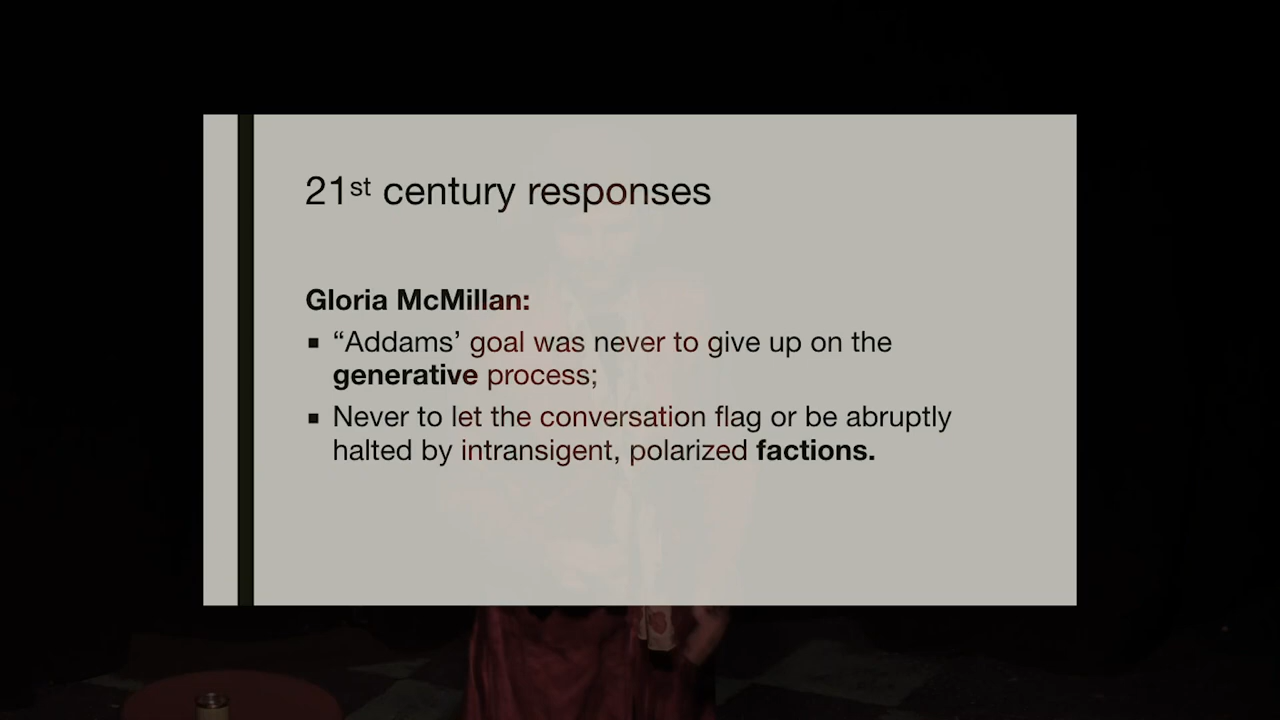 21st century responses
Gloria McMillan:
▪ “Addams’ goal was never to give up on the
generative process;
▪ Never to let the conversation flag or be abruptly
halted by intransigent, polarized factions.